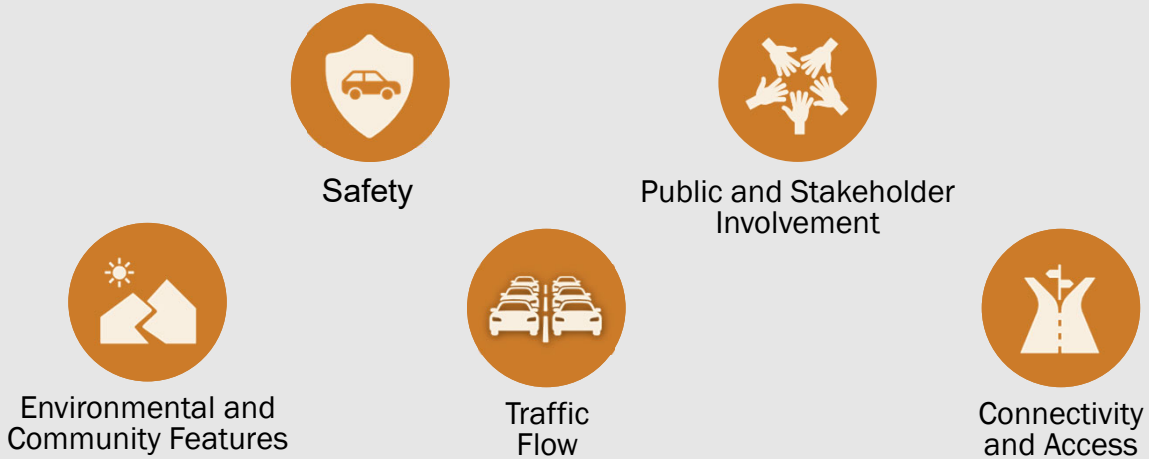 Safety
Public and Stakeholder
Involvement
Environmental and
Community Features
Traffic
Flow
Connectivity
and Access